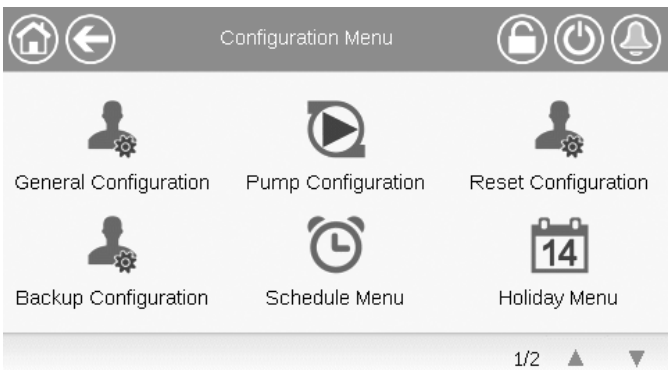 Configuration Menu
General Configuration Pump Configuration Reset Configuration
14
Backup Configuration Schedule Menu Holiday Menu
1/2